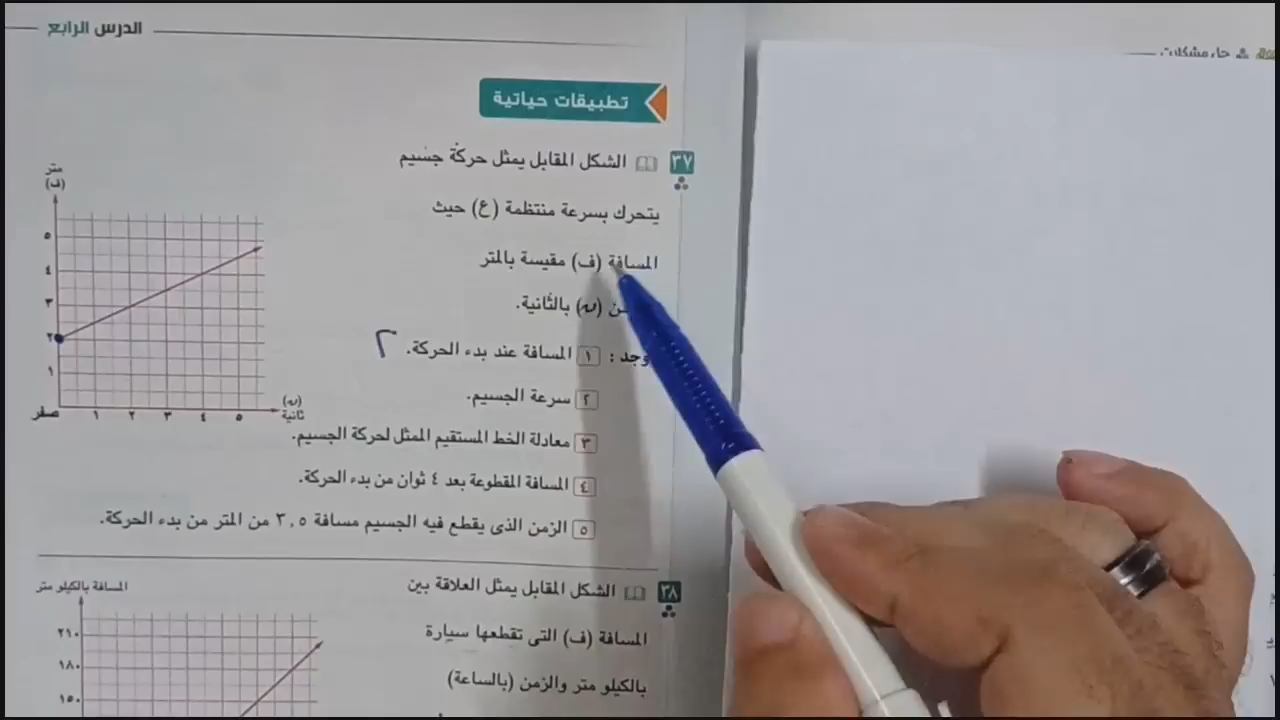 الدرس الرابع
تطبيقات حياتية
٣٧ الشكل المقابل يمثل حركة جسيم
يتحرك بسرعة منتظمة (ع) حيث
المسافة (ف) مقيسة بالمتر
(ں) بالثانية.
١ المسافة عند بدء الحركة. ٢
٢ سرعة الجسيم.
٣ معادلة الخط المستقيم الممثل لحركة الجسيم.
٤ المسافة المقطوعة بعد ٤ ثوان من بدء الحركة.
٥ الزمن الذى يقطع فيه الجسيم مسافة ٣,٥ من المتر من بدء الحركة.
متر
(ف)
٥
٤
٣
٢
١
صفر ١ ٢ ٣ ٤ ٥
(ں)
ثانية
٣٨ الشكل المقابل يمثل العلاقة بين
المسافة (ف) التى تقطعها سيارة
بالكيلو متر والزمن (بالساعة)
المسافة بالكيلو متر
٢١٠
١٨٠
١٥٠